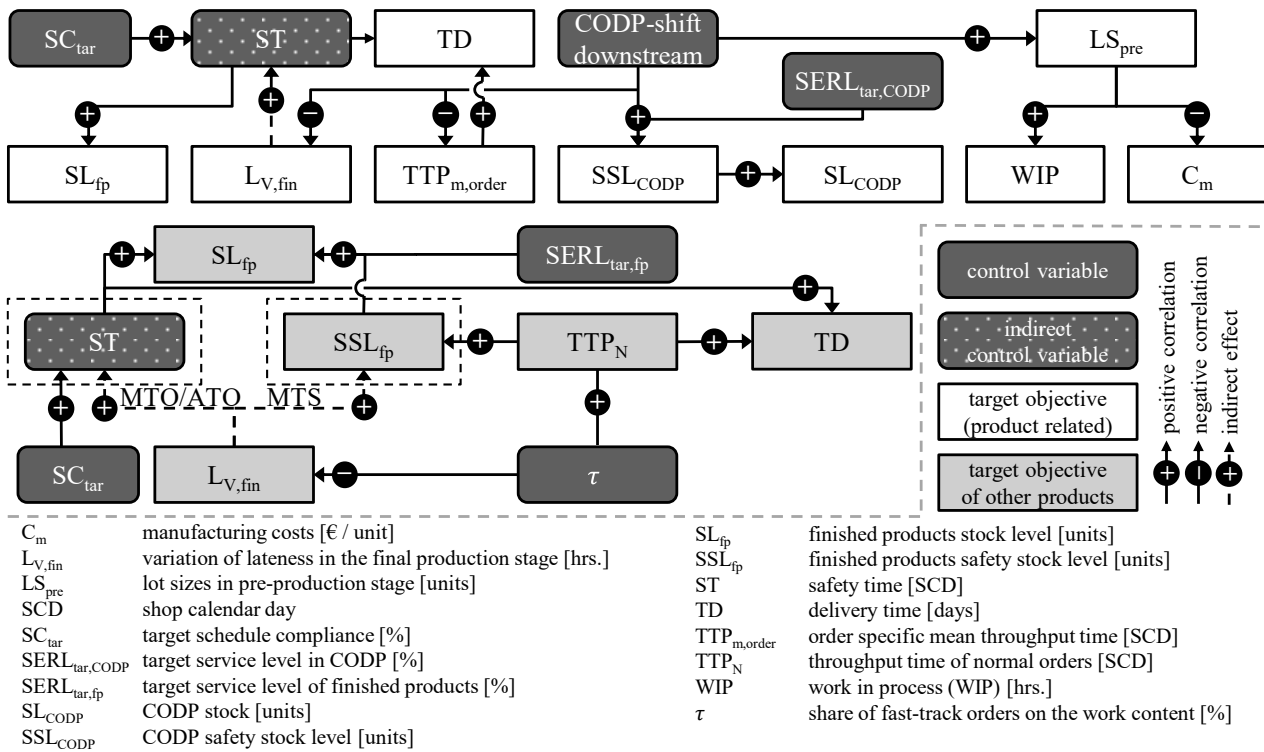 SC_tar
ST
TD
CODP-shift
downstream
LS_pre
SERL_tar,CODP
+
+
−
−
+
+
+
+
+
−
SL_fp
L_V,fin
TTP_m,order
SSL_CODP
+
SL_CODP
WIP
C_m
+
SL_fp
+
SERL_tar,fp
+
ST
SSL_fp
+
TTP_N
+
TD
MTO/ATO
MTS
+
+
+
+
SC_tar
L_V,fin
−
τ
control variable
indirect
control variable
target objective
(product related)
target objective
of other products
positive correlation
negative correlation
indirect effect
+
−
+
C_m manufacturing costs [€ / unit]
L_V,fin variation of lateness in the final production stage [hrs.]
LS_pre lot sizes in pre-production stage [units]
SCD shop calendar day
SC_tar target schedule compliance [%]
SERL_tar,CODP target service level in CODP [%]
SERL_tar,fp target service level of finished products [%]
SL_CODP CODP stock [units]
SSL_CODP CODP safety stock level [units]
SL_fp finished products stock level [units]
SSL_fp finished products safety stock level [units]
ST safety time [SCD]
TD delivery time [days]
TTP_m,order order specific mean throughput time [SCD]
TTP_N throughput time of normal orders [SCD]
WIP work in process (WIP) [hrs.]
τ share of fast-track orders on the work content [%]